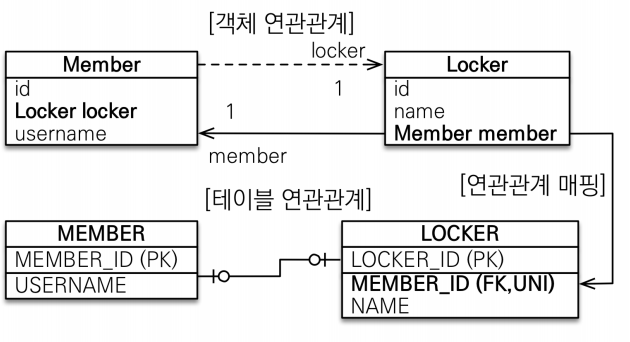 [객체 연관관계]
locker
Member
id
Locker locker
username
1
1
member
Locker
id
name
Member member
[연관관계 매핑]
[테이블 연관관계]
MEMBER
MEMBER_ID (PK)
USERNAME
LOCKER
LOCKER_ID (PK)
MEMBER_ID (FK,UNI)
NAME